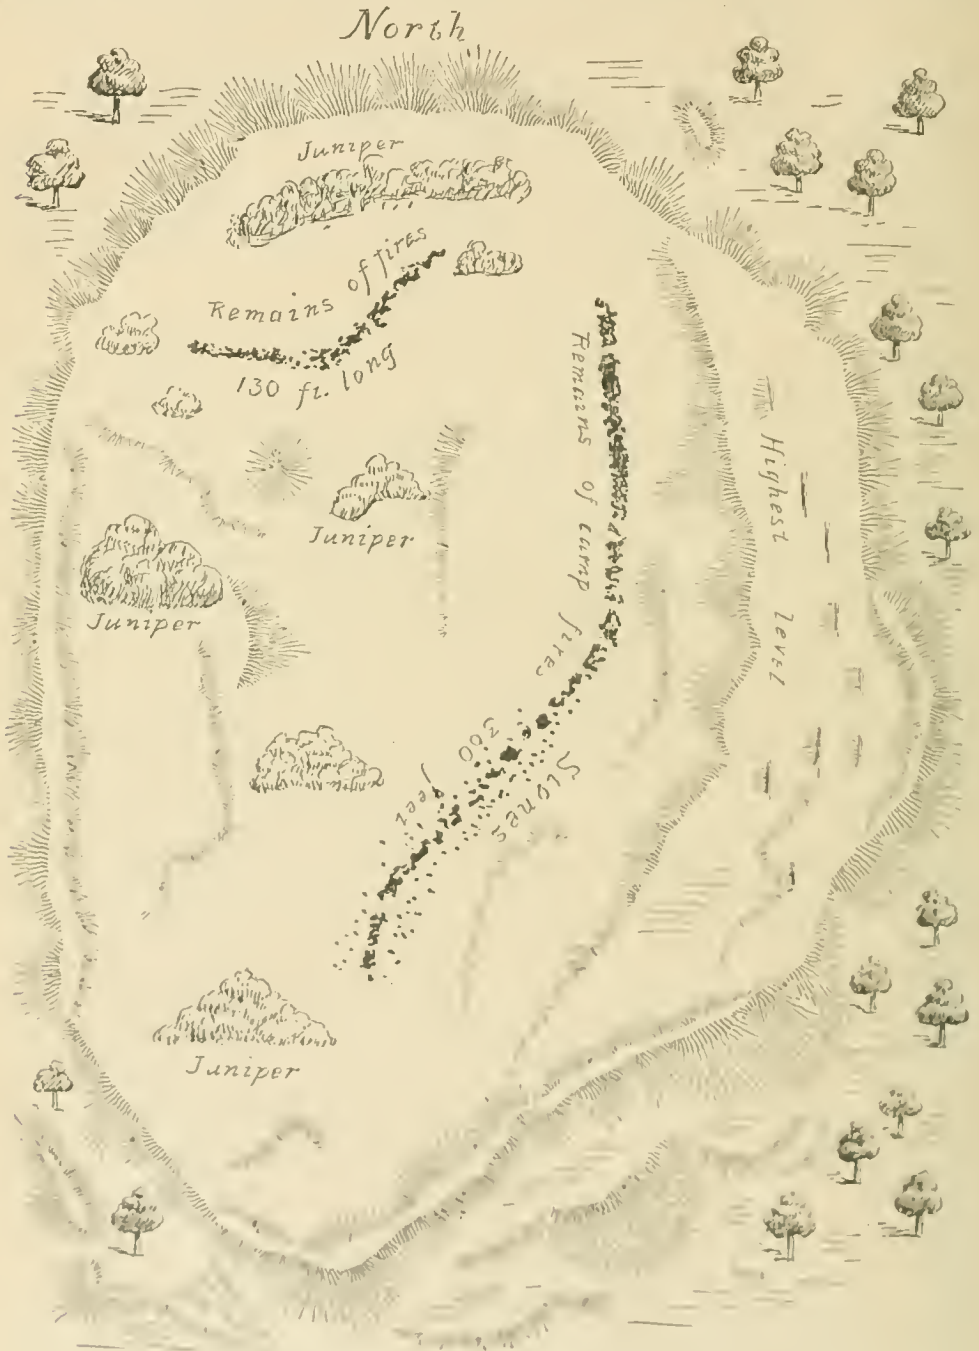 North
Juniper
Remains of fires
130 ft. long
Remains of camp fires
Highest level
Juniper
Juniper
300 feet
Stones
Juniper